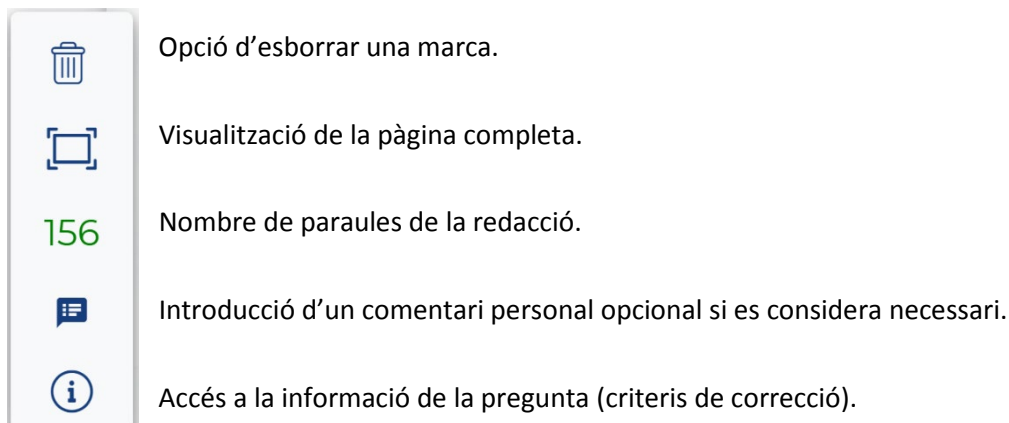 Opció d’esborrar una marca.
Visualització de la pàgina completa.
156 Nombre de paraules de la redacció.
Introducció d’un comentari personal opcional si es considera necessari.
Accés a la informació de la pregunta (criteris de correcció).